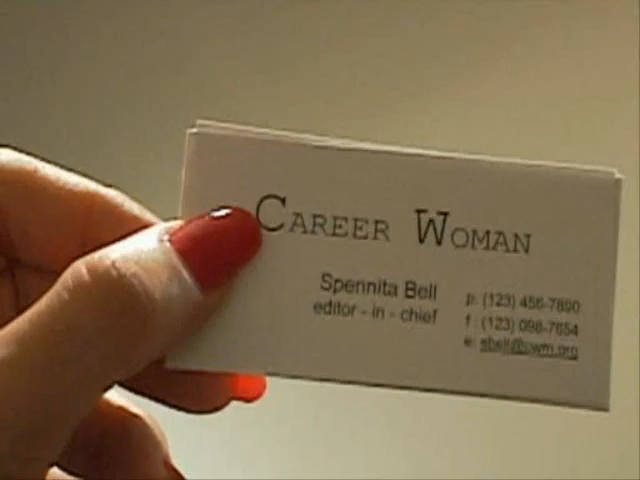 CAREER WOMAN
Spennita Bell
editor - in - chief
p: (123) 456-7890
f: (123) 098-7654
e: sbell@cwm.org